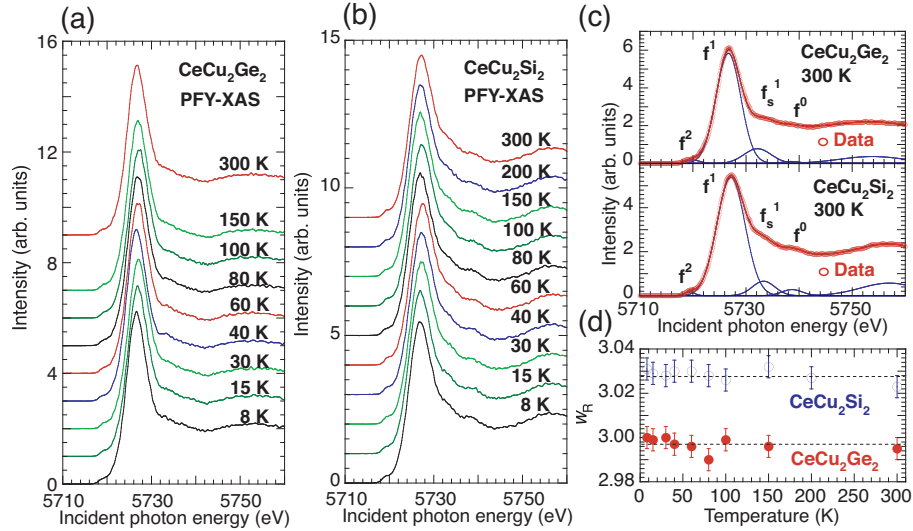 (a)
CeCu2Ge2
PFY-XAS
300 K
150 K
100 K
80 K
60 K
40 K
30 K
15 K
8 K
16
12
8
4
0
Intensity (arb. units)
5710 5730 5750
Incident photon energy (eV)
(b)
CeCu2Si2
PFY-XAS
300 K
200 K
150 K
100 K
80 K
60 K
40 K
30 K
15 K
8 K
15
10
5
0
Intensity (arb. units)
5710 5730 5750
Incident photon energy (eV)
(c)
f1
CeCu2Ge2
300 K
fs1
f0
f2
Data
6
4
2
0
f1
CeCu2Si2
300 K
fs1
f0
f2
Data
4
2
0
Intensity (arb. units)
5710 5730 5750
Incident photon energy (eV)
(d)
3.04
3.02
3.00
2.98
wR
CeCu2Si2
CeCu2Ge2
0 50 100 150 200 250 300
Temperature (K)